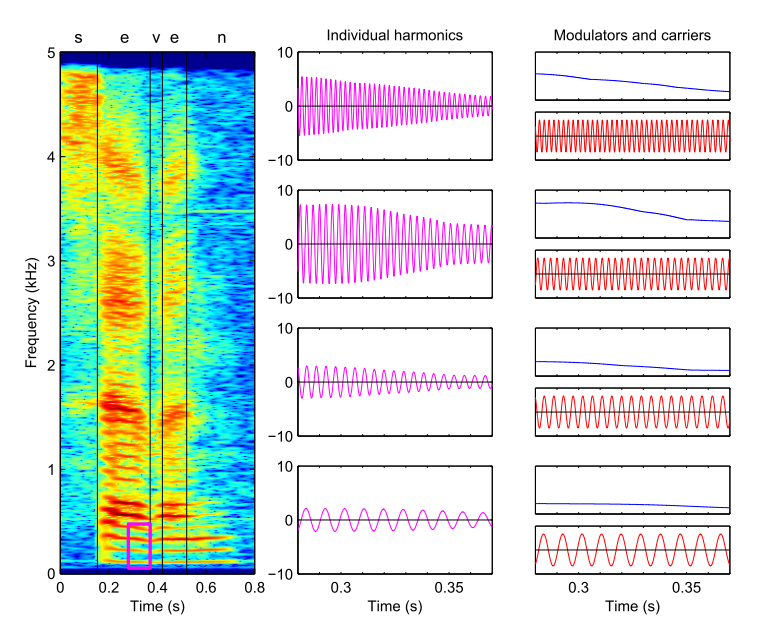 s e v e n
Individual harmonics
Modulators and carriers
5
4
3
2
1
0
Frequency (kHz)
0 0.2 0.4 0.6 0.8
Time (s)
10
0
−10
10
0
−10
10
0
−10
10
0
−10
0.3 0.35
Time (s)
0.3 0.35
Time (s)